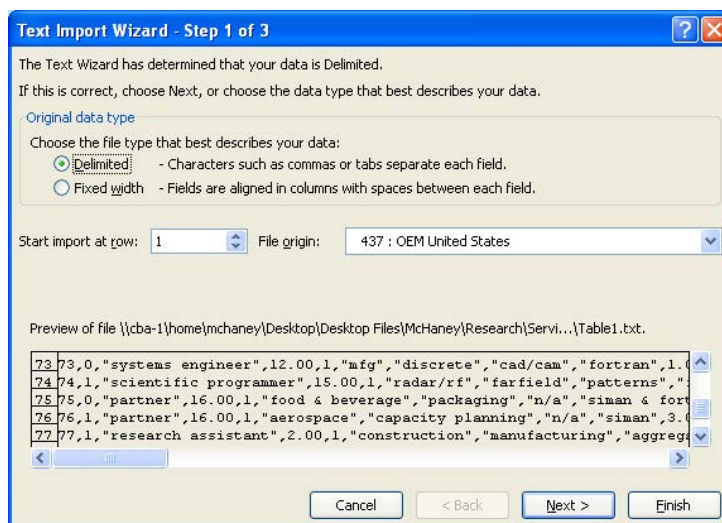 Text Import Wizard - Step 1 of 3
The Text Wizard has determined that your data is Delimited.
If this is correct, choose Next, or choose the data type that best describes your data.
Original data type
Choose the file type that best describes your data:
Delimited - Characters such as commas or tabs separate each field.
Fixed width - Fields are aligned in columns with spaces between each field.
Start import at row: 1 File origin: 437 : OEM United States
Preview of file \\cba-1\home\mchaney\Desktop\Desktop Files\McHaney\Research\Servi...\Table1.txt.
73 73,0,"systems engineer",12.00,1,"mfg","discrete","cad/cam","fortran",1.0
74 74,1,"scientific programmer",15.00,1,"radar/rf","farfield","patterns","
75 75,0,"partner",16.00,1,"food & beverage","packaging","n/a","siman & fort
76 76,1,"partner",16.00,1,"aerospace","capacity planning","n/a","siman",3.0
77 77,1,"research assistant",2.00,1,"construction","manufacturing","aggrega
Cancel < Back Next > Finish